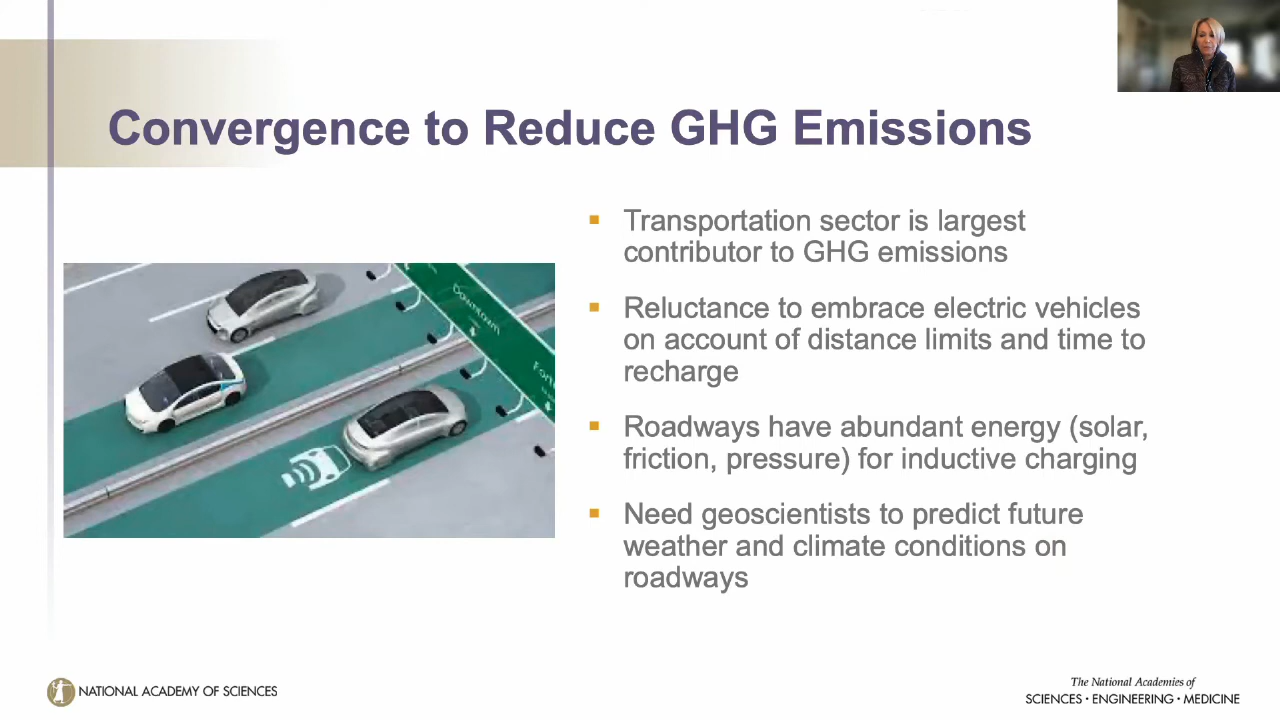 Convergence to Reduce GHG Emissions
Transportation sector is largest
contributor to GHG emissions
Reluctance to embrace electric vehicles
on account of distance limits and time to
recharge
Roadways have abundant energy (solar,
friction, pressure) for inductive charging
Need geoscientists to predict future
weather and climate conditions on
roadways
Downtown
NATIONAL ACADEMY OF SCIENCES
The National Academies of
SCIENCES · ENGINEERING · MEDICINE